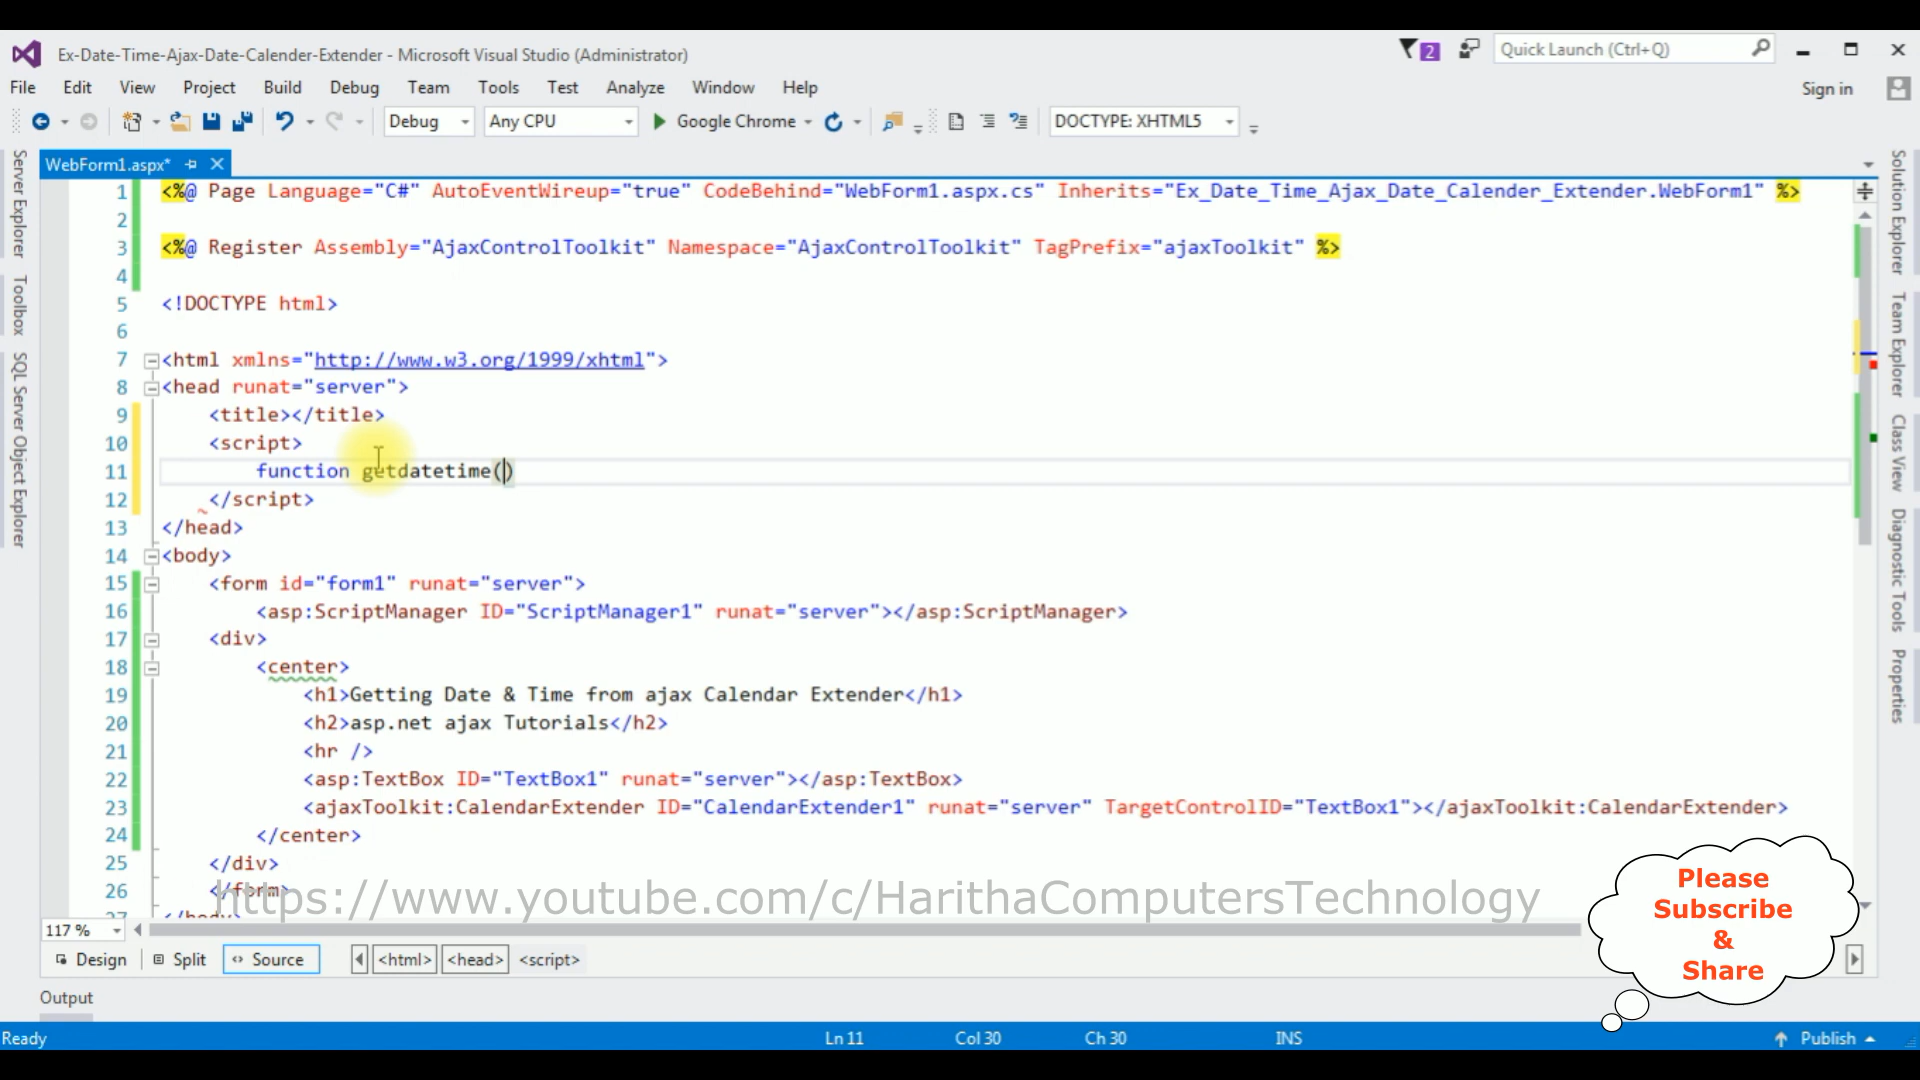 Ex-Date-Time-Ajax-Date-Calender-Extender - Microsoft Visual Studio (Administrator)
2
Quick Launch (Ctrl+Q)
File Edit View Project Build Debug Team Tools Test Analyze Window Help
Sign in
Debug Any CPU Google Chrome DOCTYPE: XHTML5
WebForm1.aspx*
Server Explorer
Toolbox
SQL Server Object Explorer
1 <%@ Page Language="C#" AutoEventWireup="true" CodeBehind="WebForm1.aspx.cs" Inherits="Ex_Date_Time_Ajax_Date_Calender_Extender.WebForm1" %>
2
3 <%@ Register Assembly="AjaxControlToolkit" Namespace="AjaxControlToolkit" TagPrefix="ajaxToolkit" %>
4
5 <!DOCTYPE html>
6
7 <html xmlns="http://www.w3.org/1999/xhtml">
8 <head runat="server">
9 <title></title>
10 <script>
11 function getdatetime()
12 </script>
13 </head>
14 <body>
15 <form id="form1" runat="server">
16 <asp:ScriptManager ID="ScriptManager1" runat="server"></asp:ScriptManager>
17 <div>
18 <center>
19 <h1>Getting Date & Time from ajax Calendar Extender</h1>
20 <h2>asp.net ajax Tutorials</h2>
21 <hr />
22 <asp:TextBox ID="TextBox1" runat="server"></asp:TextBox>
23 <ajaxToolkit:CalendarExtender ID="CalendarExtender1" runat="server" TargetControlID="TextBox1"></ajaxToolkit:CalendarExtender>
24 </center>
25 </div>
26 </form>
27 </body>
https://www.youtube.com/c/HarithaComputersTechnology
Solution Explorer
Team Explorer
Class View
Diagnostic Tools
Properties
Please
Subscribe
&
Share
117 %
Design Split Source <html> <head> <script>
Output
Ready Ln 11 Col 30 Ch 30 INS Publish